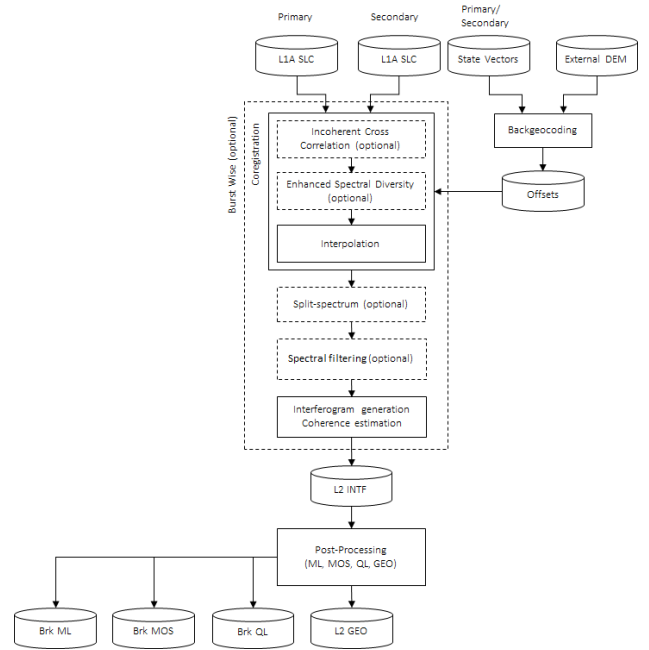 Primary
Secondary
Primary/
Secondary
L1A SLC
L1A SLC
State Vectors
External DEM
Burst Wise (optional)
Coregistration
Incoherent Cross
Correlation (optional)
Backgeocoding
Enhanced Spectral Diversity
(optional)
Offsets
Interpolation
Split-spectrum (optional)
Spectral filtering (optional)
Interferogram generation
Coherence estimation
L2 INTF
Post-Processing
(ML, MOS, QL, GEO)
Brk ML
Brk MOS
Brk QL
L2 GEO